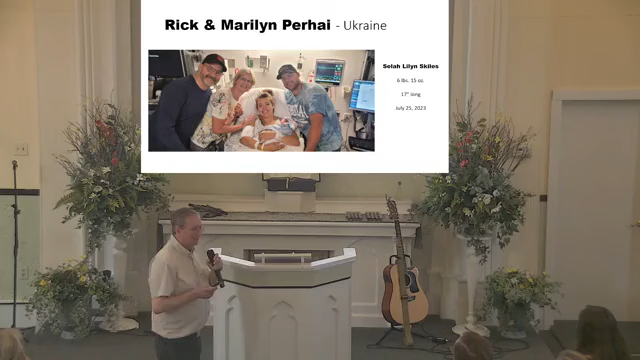 Rick & Marilyn Perhai - Ukraine
Selah Lilyn Skiles
6 lbs. 15 oz.
17" long
July 25, 2023